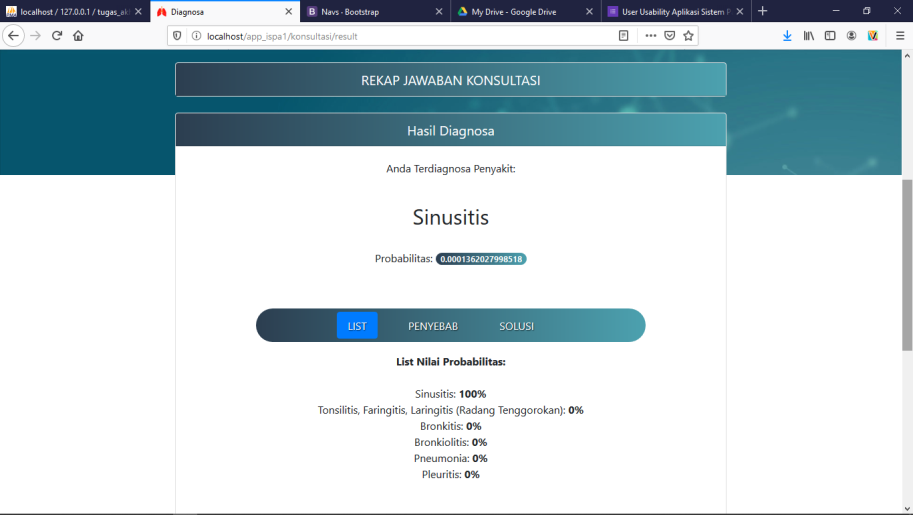 localhost / 127.0.0.1 / tugas_ak
Diagnosa
Navs · Bootstrap
My Drive - Google Drive
User Usability Aplikasi Sistem P
localhost/app_ispa1/konsultasi/result
REKAP JAWABAN KONSULTASI
Hasil Diagnosa
Anda Terdiagnosa Penyakit:
Sinusitis
Probabilitas: 0.0001362027998518
LIST PENYEBAB SOLUSI
List Nilai Probabilitas:
Sinusitis: 100%
Tonsilitis, Faringitis, Laringitis (Radang Tenggorokan): 0%
Bronkitis: 0%
Bronkiolitis: 0%
Pneumonia: 0%
Pleuritis: 0%